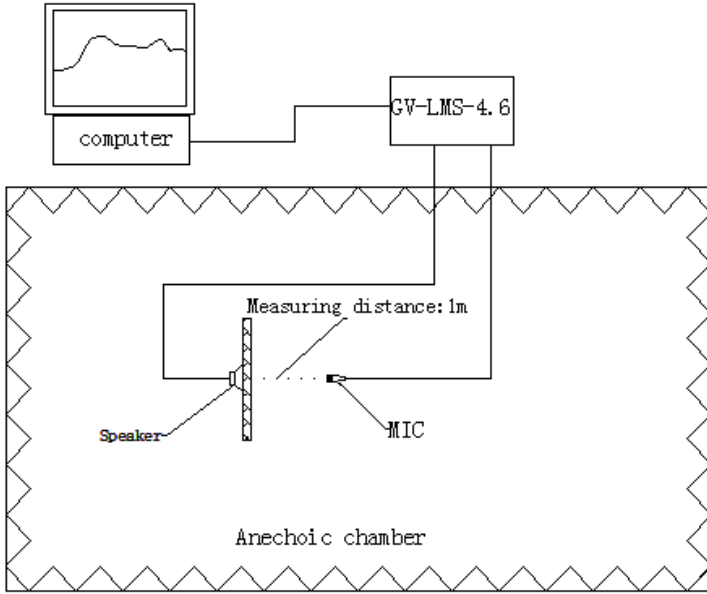 GV-LMS-4.6
computer
Measuring distance:1m
Speaker
MIC
Anechoic chamber